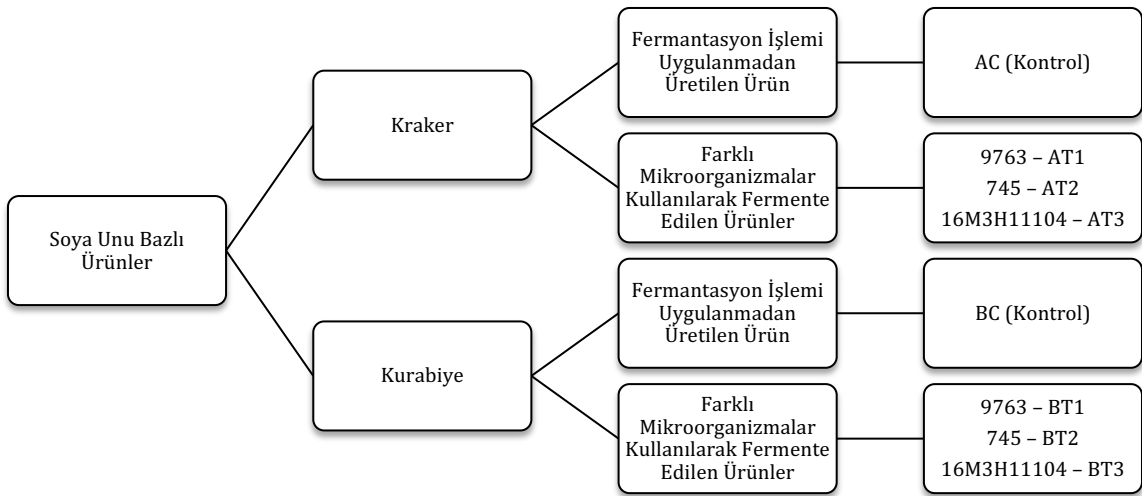 Soya Unu Bazlı
Ürünler
Kraker
Fermantasyon İşlemi
Uygulanmadan
Üretilen Ürün
AC (Kontrol)
Farklı
Mikroorganizmalar
Kullanılarak Fermente
Edilen Ürünler
9763 – AT1
745 – AT2
16M3H11104 – AT3
Kurabiye
Fermantasyon İşlemi
Uygulanmadan
Üretilen Ürün
BC (Kontrol)
Farklı
Mikroorganizmalar
Kullanılarak Fermente
Edilen Ürünler
9763 – BT1
745 – BT2
16M3H11104 – BT3